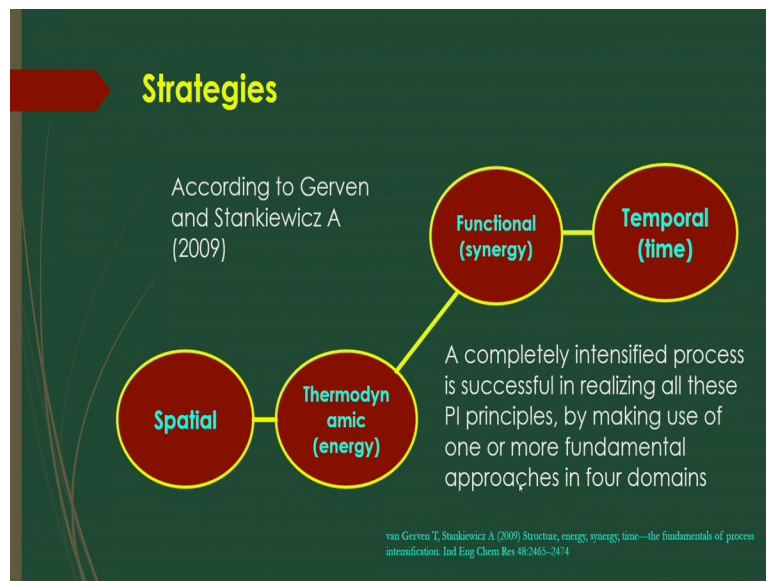 Strategies
According to Gerven
and Stankiewicz A
(2009)
Functional
(synergy)
Temporal
(time)
Spatial
Thermodyn
amic
(energy)
A completely intensified process
is successful in realizing all these
PI principles, by making use of
one or more fundamental
approaches in four domains
van Gerven T, Stankiewicz A (2009) Structure, energy, synergy, time—the fundamentals of process
intensification. Ind Eng Chem Res 48:2465–2474